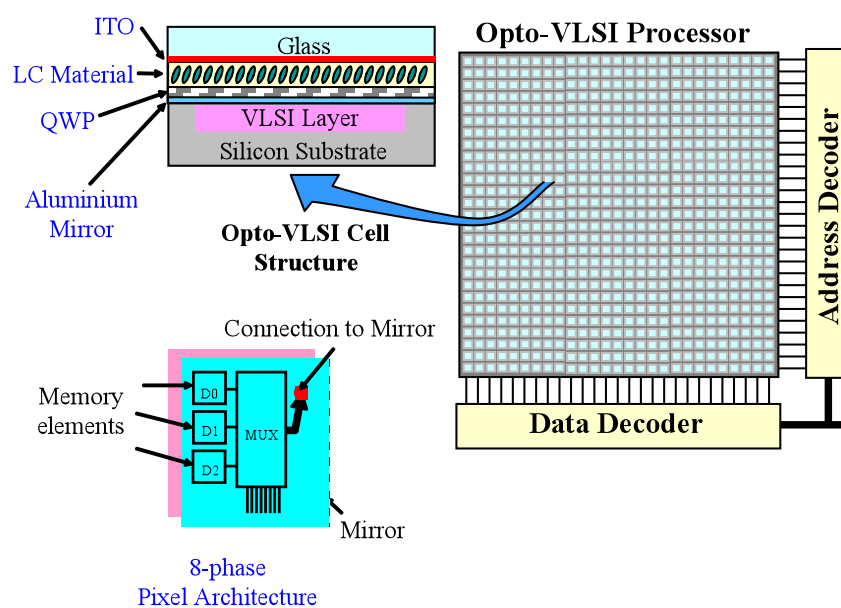 ITO
Glass
LC Material
QWP
VLSI Layer
Silicon Substrate
Aluminium
Mirror
Opto-VLSI Cell
Structure
Opto-VLSI Processor
Address Decoder
Data Decoder
Connection to Mirror
Memory
elements
D0
D1
D2
MUX
Mirror
8-phase
Pixel Architecture